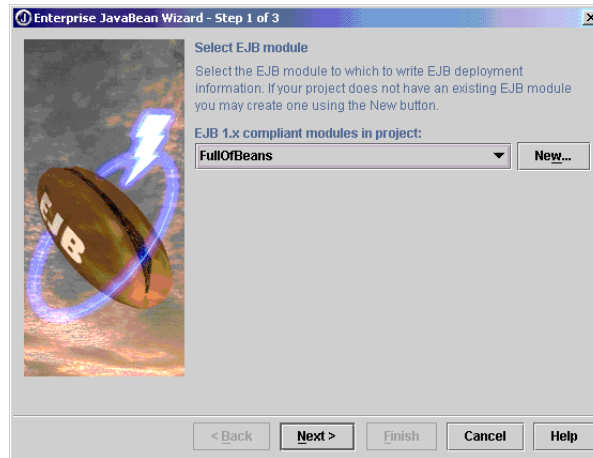 Enterprise JavaBean Wizard - Step 1 of 3
Select EJB module
Select the EJB module to which to write EJB deployment
information. If your project does not have an existing EJB module
you may create one using the New button.
EJB 1.x compliant modules in project:
FullOfBeans
New...
EJB
< Back
Next >
Finish
Cancel
Help